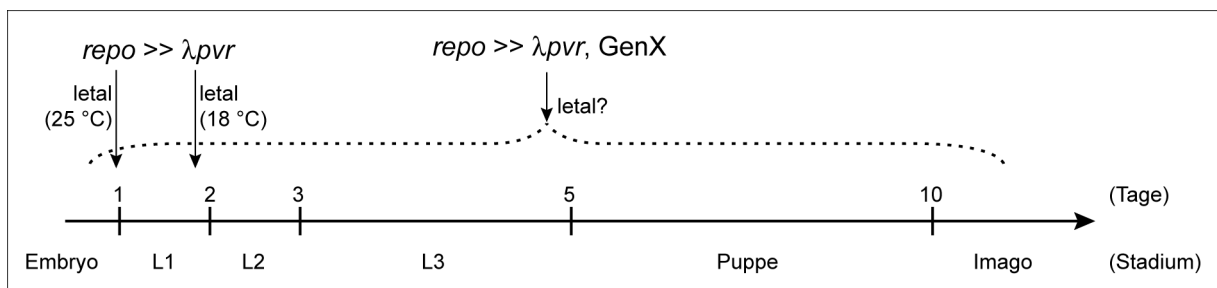 repo >> λpvr
repo >> λpvr, GenX
letal
(25 °C)
letal
(18 °C)
letal?
1 2 3 5 10 (Tage)
Embryo L1 L2 L3 Puppe Imago (Stadium)